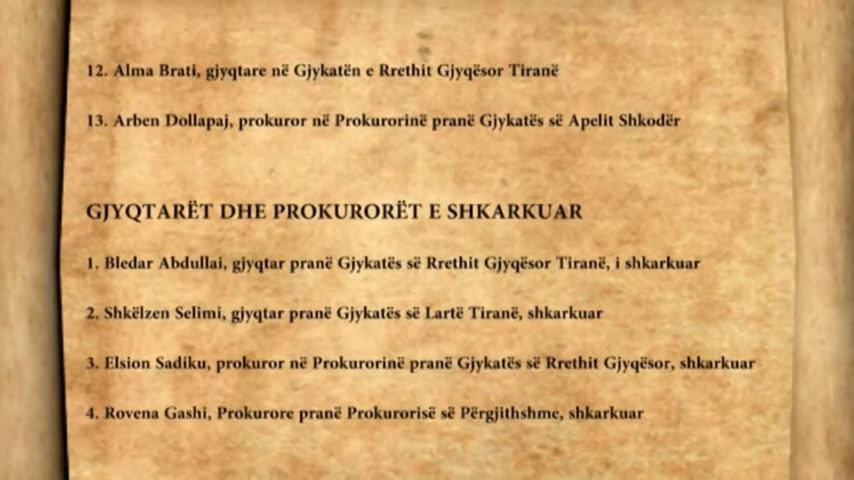 12. Alma Brati, gjyqtare në Gjykatën e Rrethit Gjyqësor Tiranë
13. Arben Dollapaj, prokuror në Prokurorinë pranë Gjykatës së Apelit Shkodër
GJYQTARËT DHE PROKURORËT E SHKARKUAR
1. Bledar Abdullai, gjyqtar pranë Gjykatës së Rrethit Gjyqësor Tiranë, i shkarkuar
2. Shkëlzen Selimi, gjyqtar pranë Gjykatës së Lartë Tiranë, shkarkuar
3. Elsion Sadiku, prokuror në Prokurorinë pranë Gjykatës së Rrethit Gjyqësor, shkarkuar
4. Rovena Gashi, Prokurore pranë Prokurorisë së Përgjithshme, shkarkuar